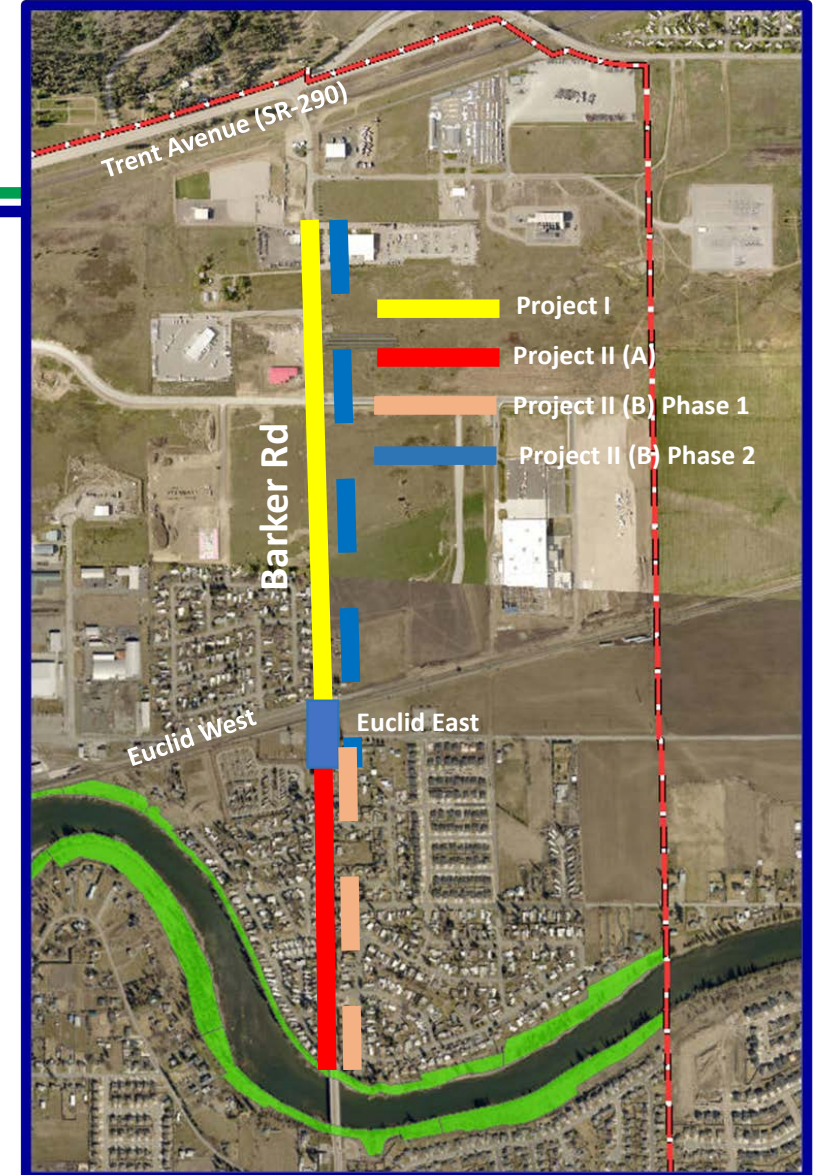 Trent Avenue (SR-290)
Project I
Project II (A)
Project II (B) Phase 1
Project II (B) Phase 2
Barker Rd
Euclid West
Euclid East